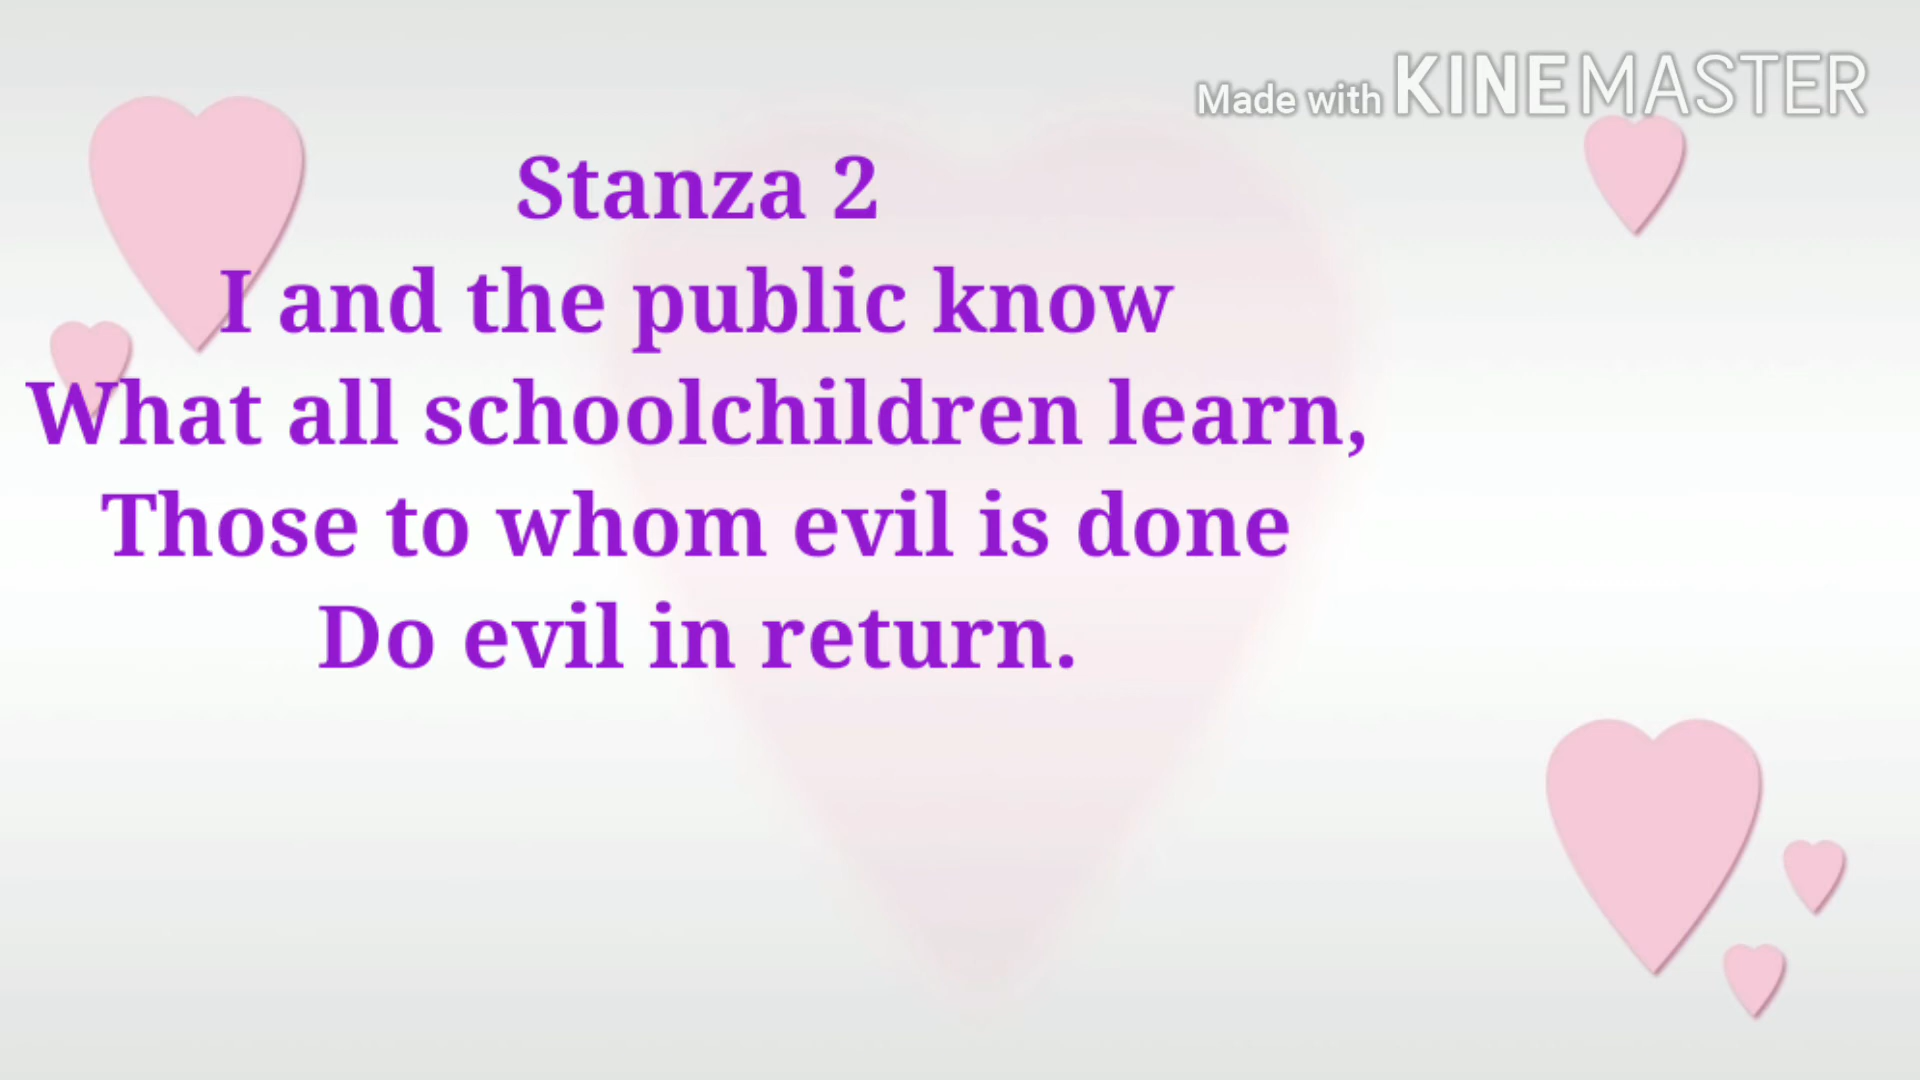 Made with KINEMASTER
Stanza 2
I and the public know
What all schoolchildren learn,
Those to whom evil is done
Do evil in return.